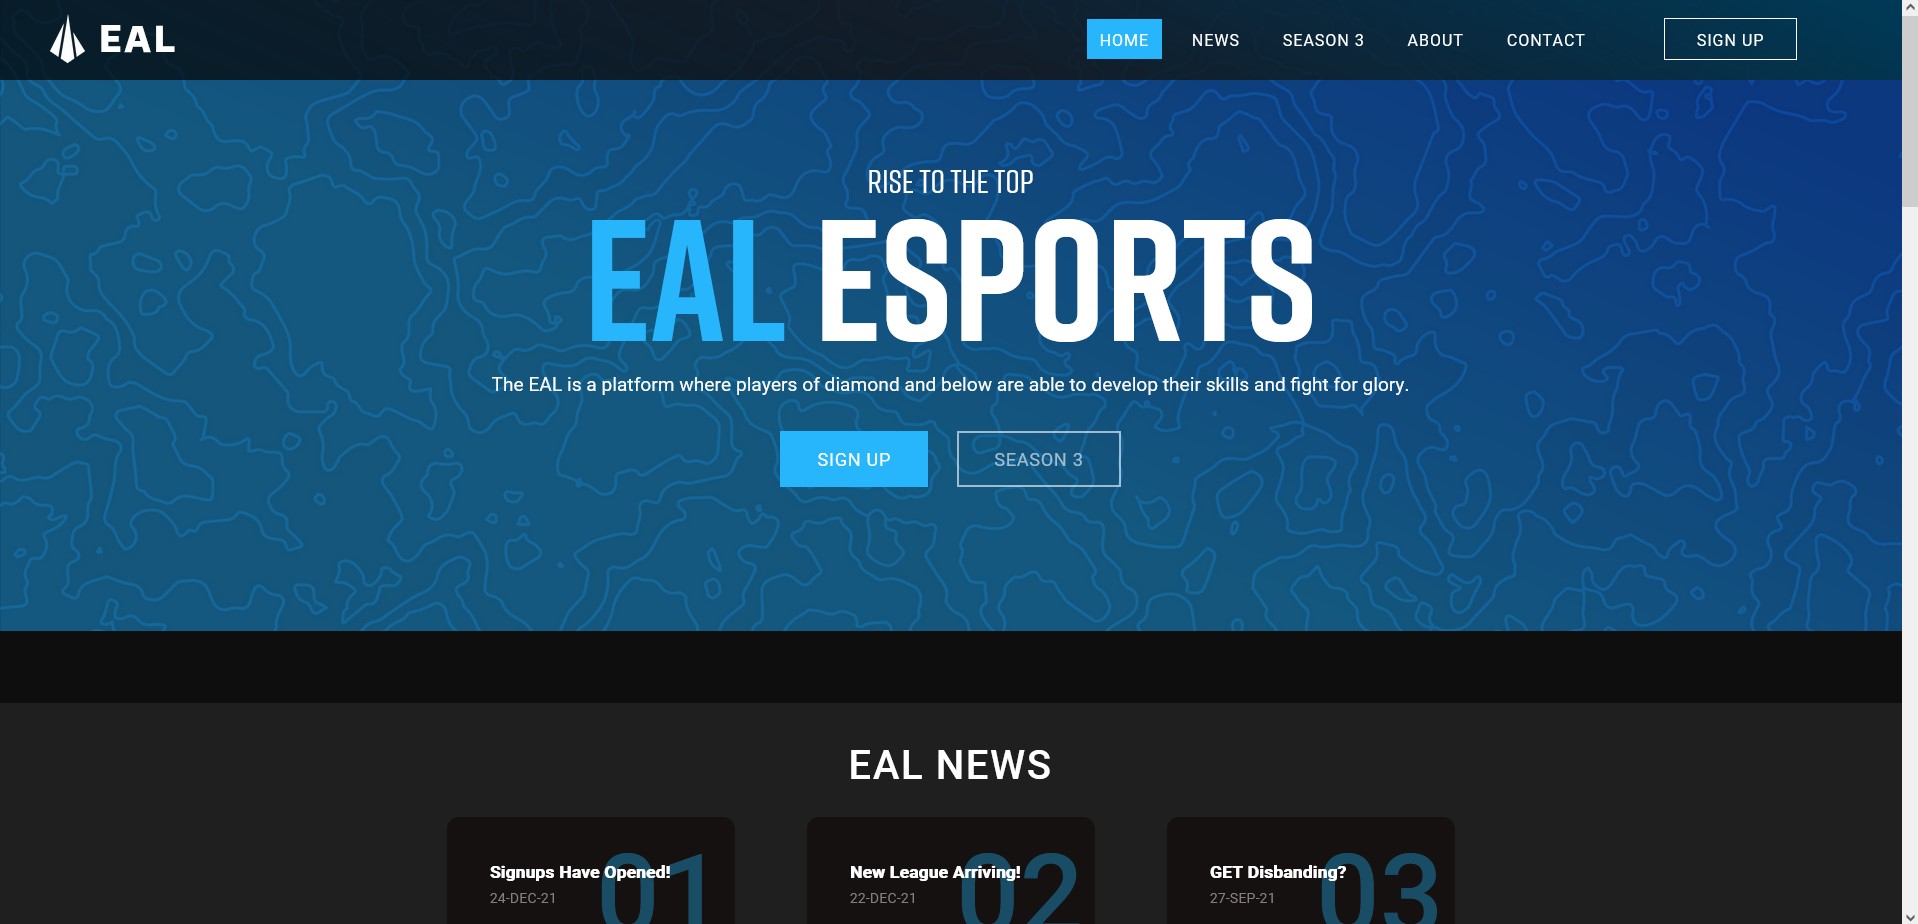 EAL
HOME NEWS SEASON 3 ABOUT CONTACT SIGN UP
RISE TO THE TOP
EAL ESPORTS
The EAL is a platform where players of diamond and below are able to develop their skills and fight for glory.
SIGN UP SEASON 3
EAL NEWS
01
Signups Have Opened!
24-DEC-21
02
New League Arriving!
22-DEC-21
03
GET Disbanding?
27-SEP-21